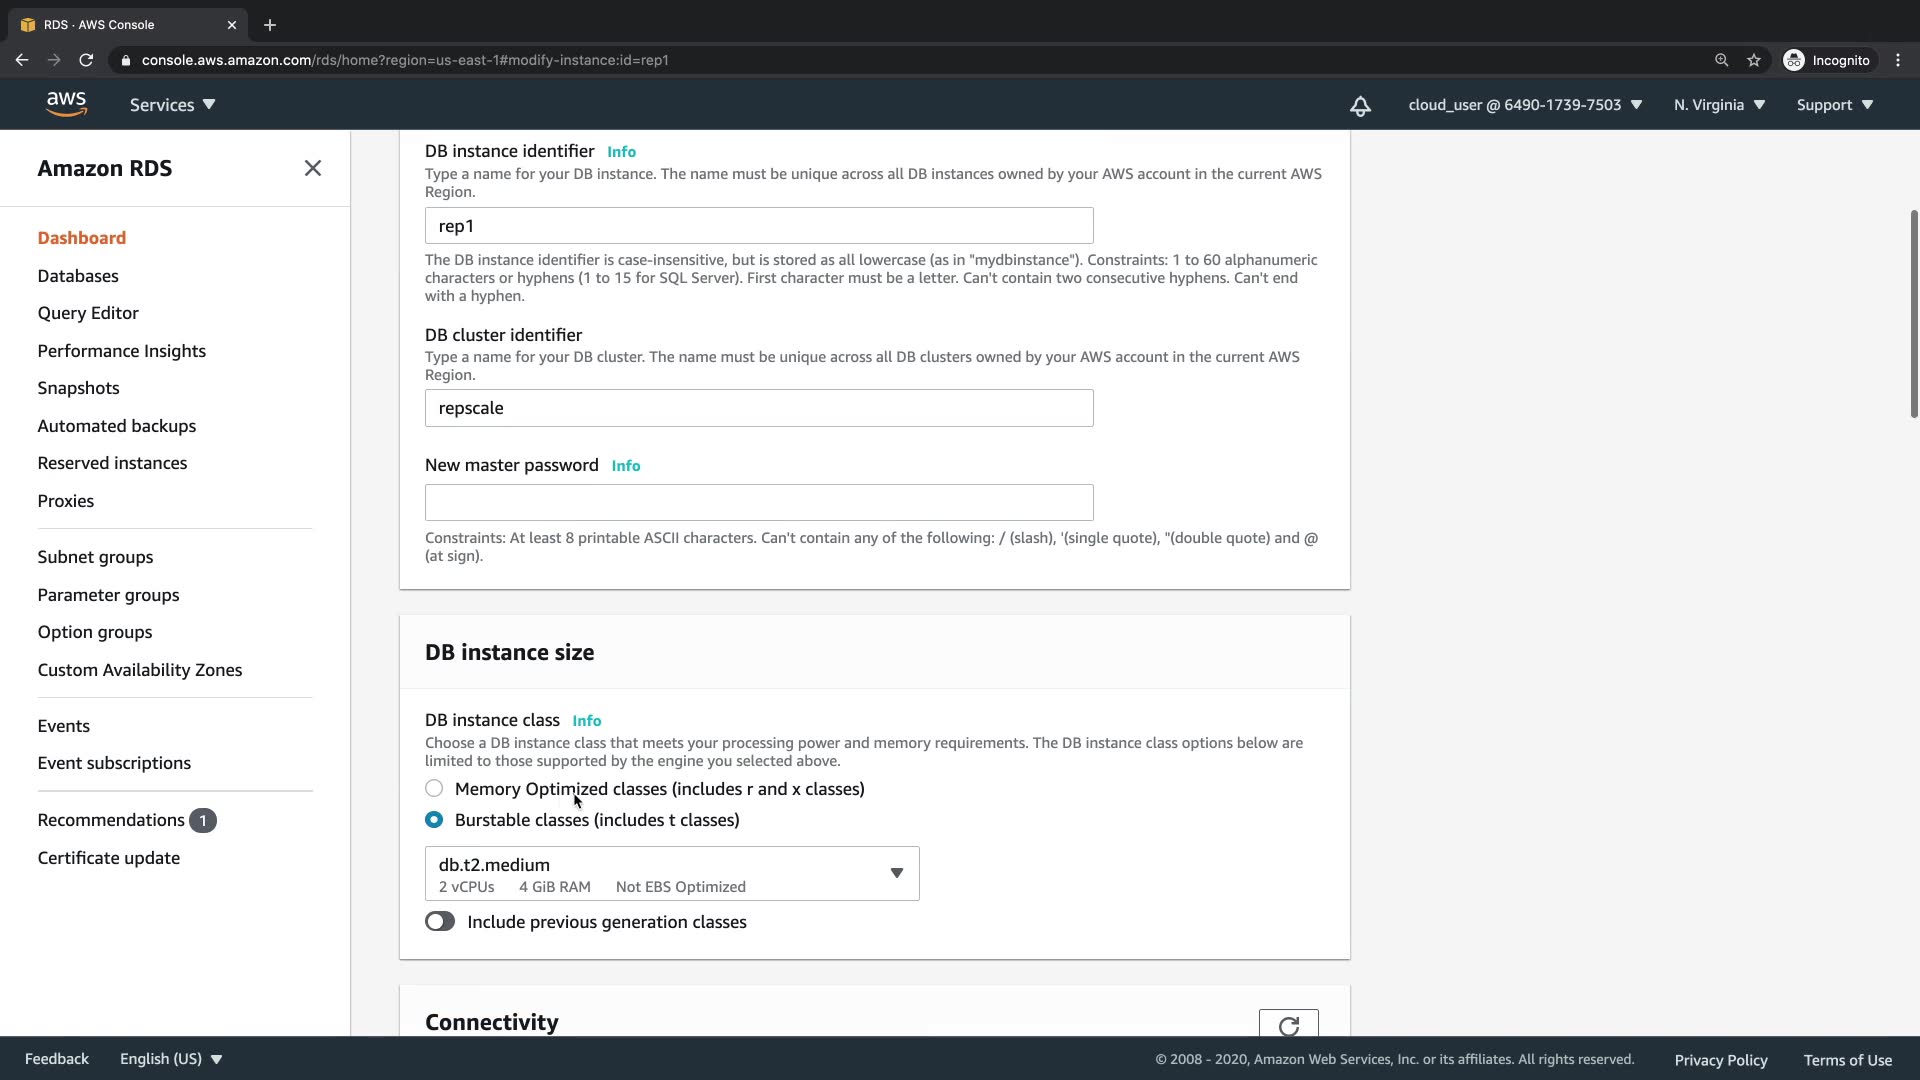 RDS · AWS Console
console.aws.amazon.com/rds/home?region=us-east-1#modify-instance:id=rep1
Incognito
aws
Services
cloud_user @ 6490-1739-7503
N. Virginia
Support
Amazon RDS
Dashboard
Databases
Query Editor
Performance Insights
Snapshots
Automated backups
Reserved instances
Proxies
Subnet groups
Parameter groups
Option groups
Custom Availability Zones
Events
Event subscriptions
Recommendations 1
Certificate update
DB instance identifier Info
Type a name for your DB instance. The name must be unique across all DB instances owned by your AWS account in the current AWS
Region.
rep1
The DB instance identifier is case-insensitive, but is stored as all lowercase (as in "mydbinstance"). Constraints: 1 to 60 alphanumeric
characters or hyphens (1 to 15 for SQL Server). First character must be a letter. Can't contain two consecutive hyphens. Can't end
with a hyphen.
DB cluster identifier
Type a name for your DB cluster. The name must be unique across all DB clusters owned by your AWS account in the current AWS
Region.
repscale
New master password Info
Constraints: At least 8 printable ASCII characters. Can't contain any of the following: / (slash), '(single quote), "(double quote) and @
(at sign).
DB instance size
DB instance class Info
Choose a DB instance class that meets your processing power and memory requirements. The DB instance class options below are
limited to those supported by the engine you selected above.
Memory Optimized classes (includes r and x classes)
Burstable classes (includes t classes)
db.t2.medium
2 vCPUs 4 GiB RAM Not EBS Optimized
Include previous generation classes
Connectivity
Feedback
English (US)
© 2008 - 2020, Amazon Web Services, Inc. or its affiliates. All rights reserved.
Privacy Policy
Terms of Use